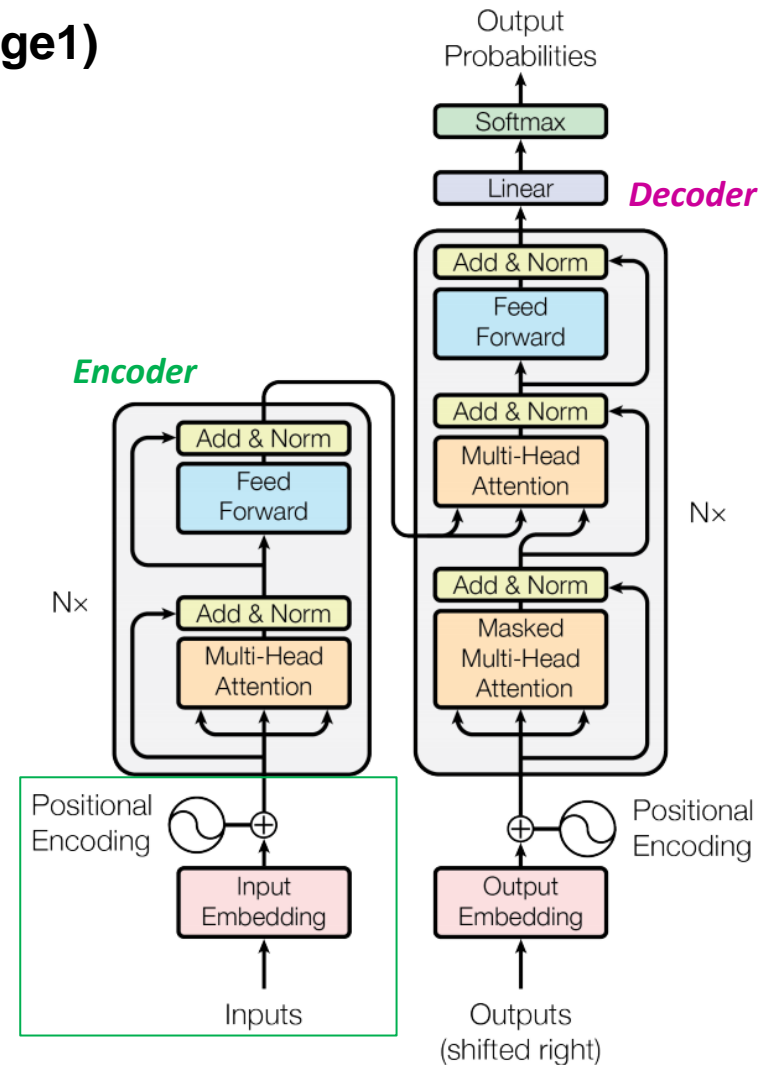 ge1)
Output
Probabilities
Softmax
Linear
Decoder
Add & Norm
Feed
Forward
Add & Norm
Multi-Head
Attention
Nx
Add & Norm
Masked
Multi-Head
Attention
Encoder
Add & Norm
Feed
Forward
Nx
Add & Norm
Multi-Head
Attention
Positional
Encoding
Input
Embedding
Inputs
Positional
Encoding
Output
Embedding
Outputs
(shifted right)